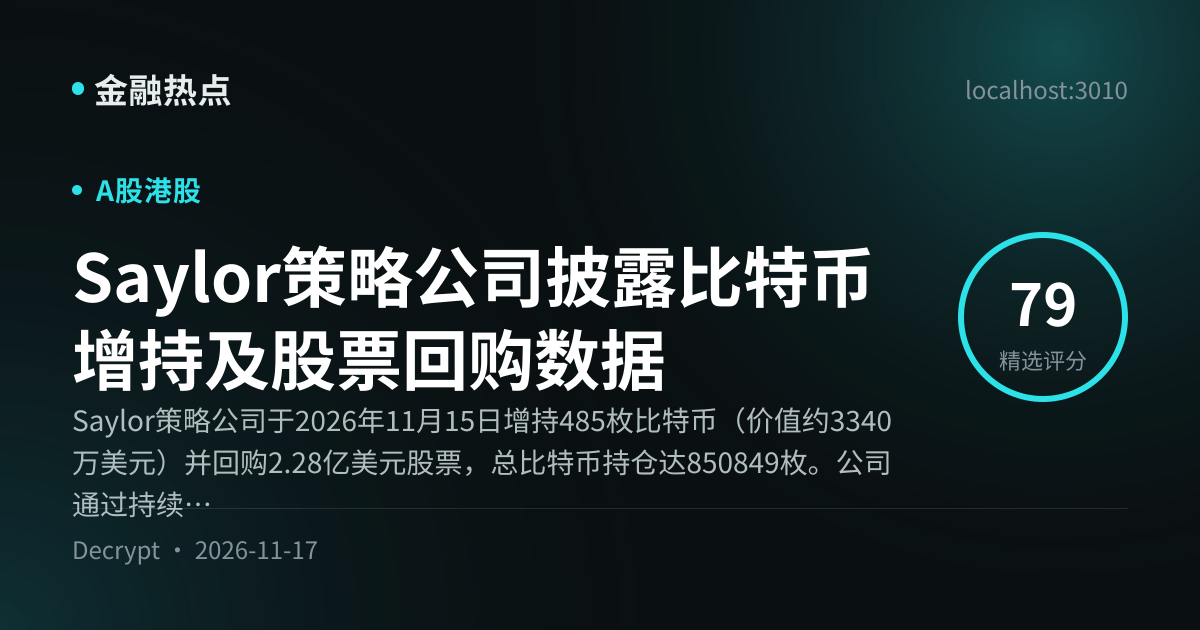 金融热点
localhost:3010
A股港股
Saylor策略公司披露比特币
增持及股票回购数据
79
精选评分
Saylor策略公司于2026年11月15日增持485枚比特币（价值约3340
万美元）并回购2.28亿美元股票，总比特币持仓达850849枚。公司
通过持续…
Decrypt · 2026-11-17